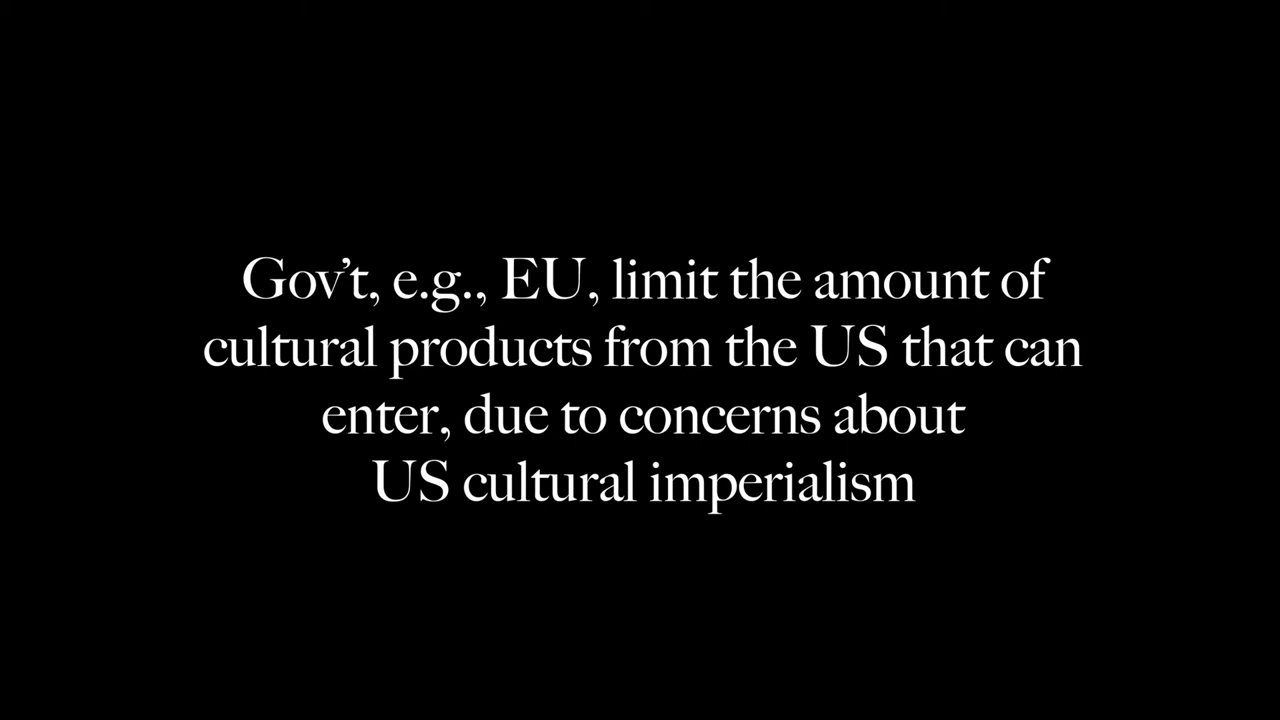 Gov't, e.g., EU, limit the amount of
cultural products from the US that can
enter, due to concerns about
US cultural imperialism